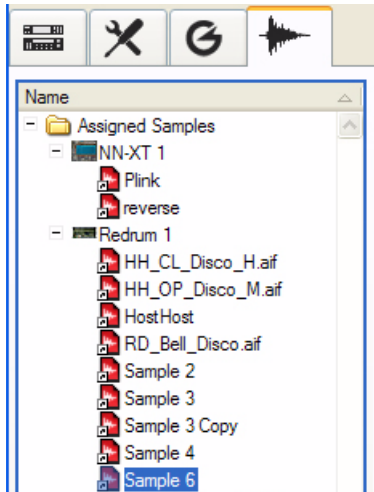 Name
Assigned Samples
NN-XT 1
Plink
reverse
Redrum 1
HH_CL_Disco_H.aif
HH_OP_Disco_M.aif
HostHost
RD_Bell_Disco.aif
Sample 2
Sample 3
Sample 3 Copy
Sample 4
Sample 6